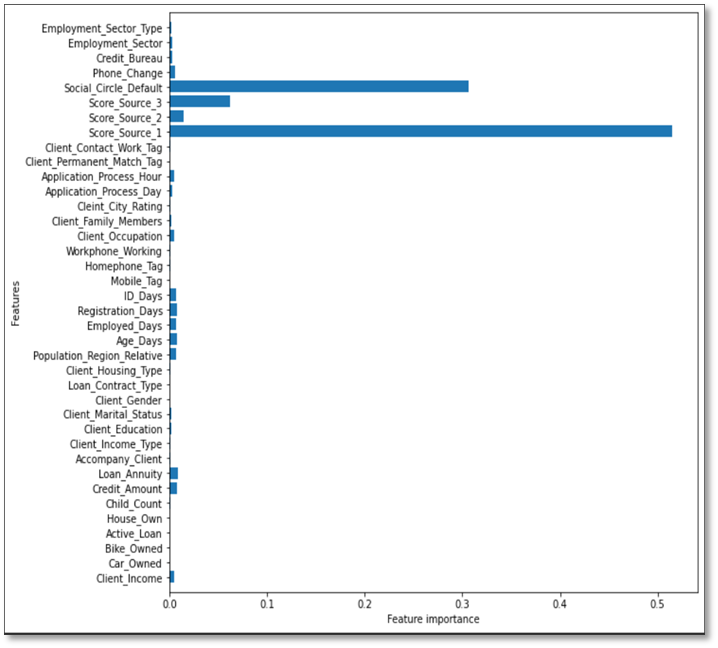 Employment_Sector_Type
Employment_Sector
Credit_Bureau
Phone_Change
Social_Circle_Default
Score_Source_3
Score_Source_2
Score_Source_1
Client_Contact_Work_Tag
Client_Permanent_Match_Tag
Application_Process_Hour
Application_Process_Day
Cleint_City_Rating
Client_Family_Members
Client_Occupation
Workphone_Working
Homephone_Tag
Mobile_Tag
ID_Days
Registration_Days
Employed_Days
Age_Days
Population_Region_Relative
Client_Housing_Type
Loan_Contract_Type
Client_Gender
Client_Marital_Status
Client_Education
Client_Income_Type
Accompany_Client
Loan_Annuity
Credit_Amount
Child_Count
House_Own
Active_Loan
Bike_Owned
Car_Owned
Client_Income
Features
0.0 0.1 0.2 0.3 0.4 0.5
Feature importance